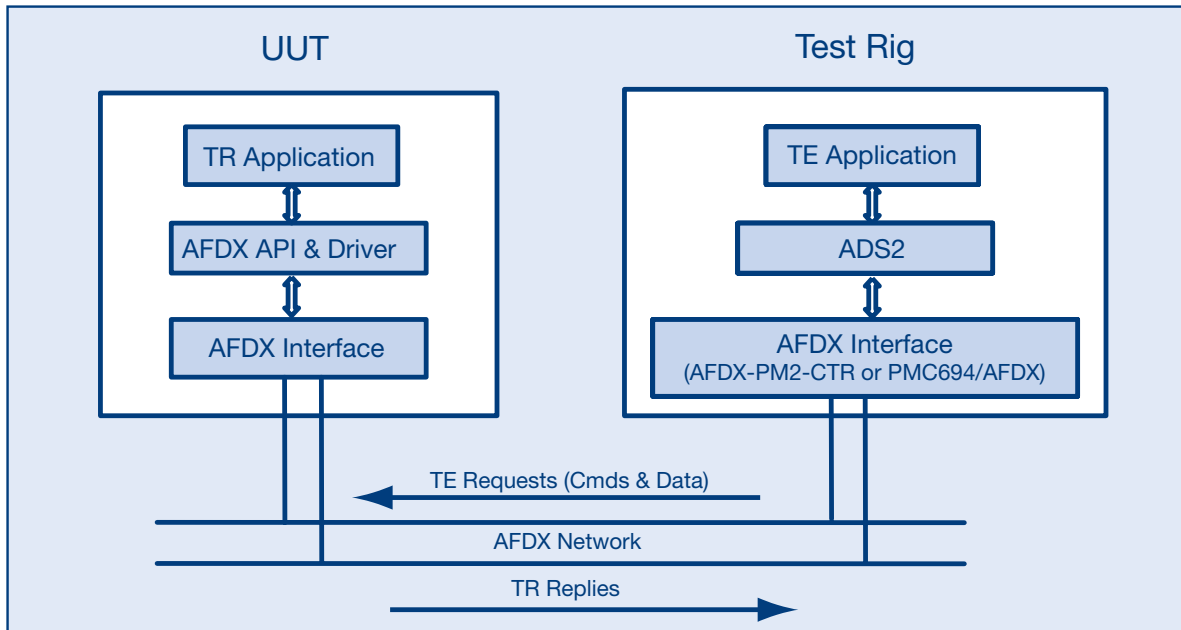 UUT
Test Rig
TR Application
TE Application
AFDX API & Driver
ADS2
AFDX Interface
AFDX Interface
(AFDX-PM2-CTR or PMC694/AFDX)
TE Requests (Cmds & Data)
AFDX Network
TR Replies